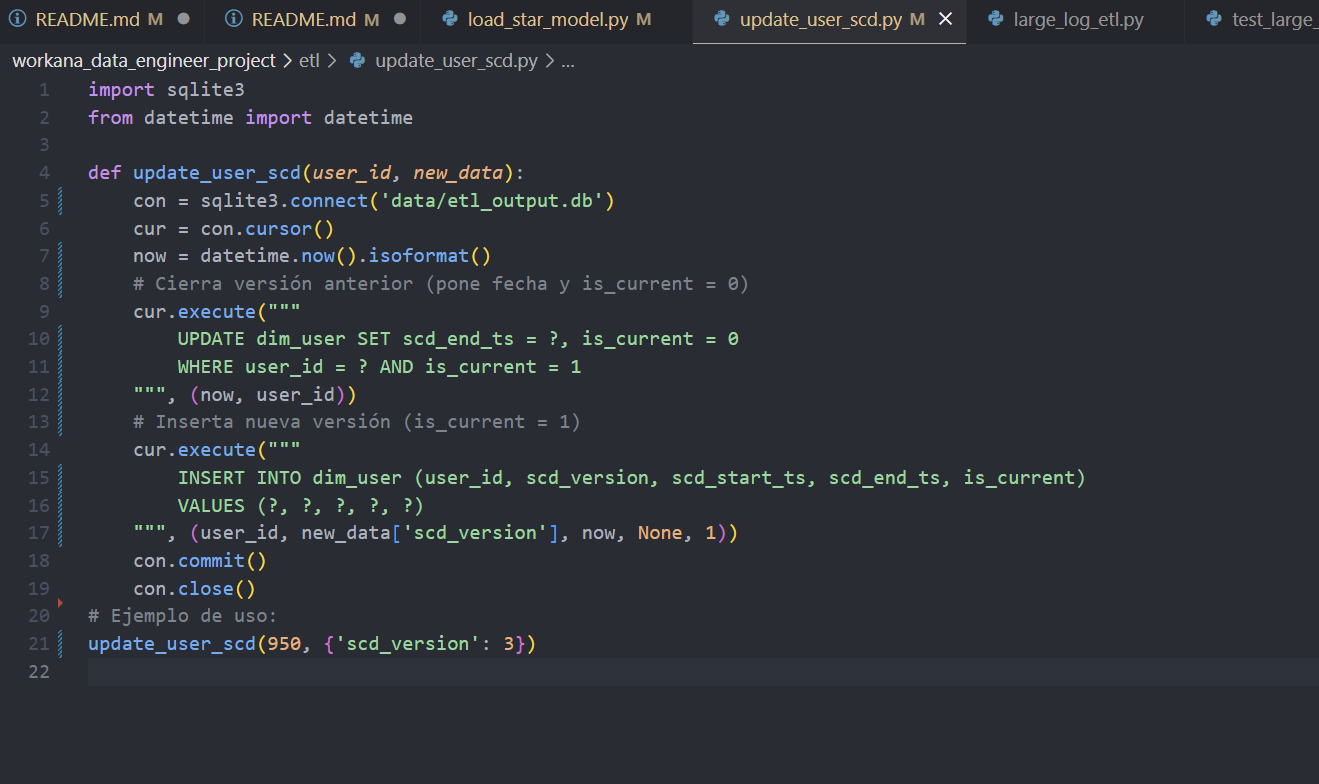 README.md M README.md M load_star_model.py M update_user_scd.py M large_log_etl.py test_large_
workana_data_engineer_project > etl > update_user_scd.py > ...
1 import sqlite3
2 from datetime import datetime
3
4 def update_user_scd(user_id, new_data):
5     con = sqlite3.connect('data/etl_output.db')
6     cur = con.cursor()
7     now = datetime.now().isoformat()
8     # Cierra versión anterior (pone fecha y is_current = 0)
9     cur.execute("""
10         UPDATE dim_user SET scd_end_ts = ?, is_current = 0
11         WHERE user_id = ? AND is_current = 1
12     """, (now, user_id))
13     # Inserta nueva versión (is_current = 1)
14     cur.execute("""
15         INSERT INTO dim_user (user_id, scd_version, scd_start_ts, scd_end_ts, is_current)
16         VALUES (?, ?, ?, ?, ?)
17     """, (user_id, new_data['scd_version'], now, None, 1))
18     con.commit()
19     con.close()
20 # Ejemplo de uso:
21 update_user_scd(950, {'scd_version': 3})
22